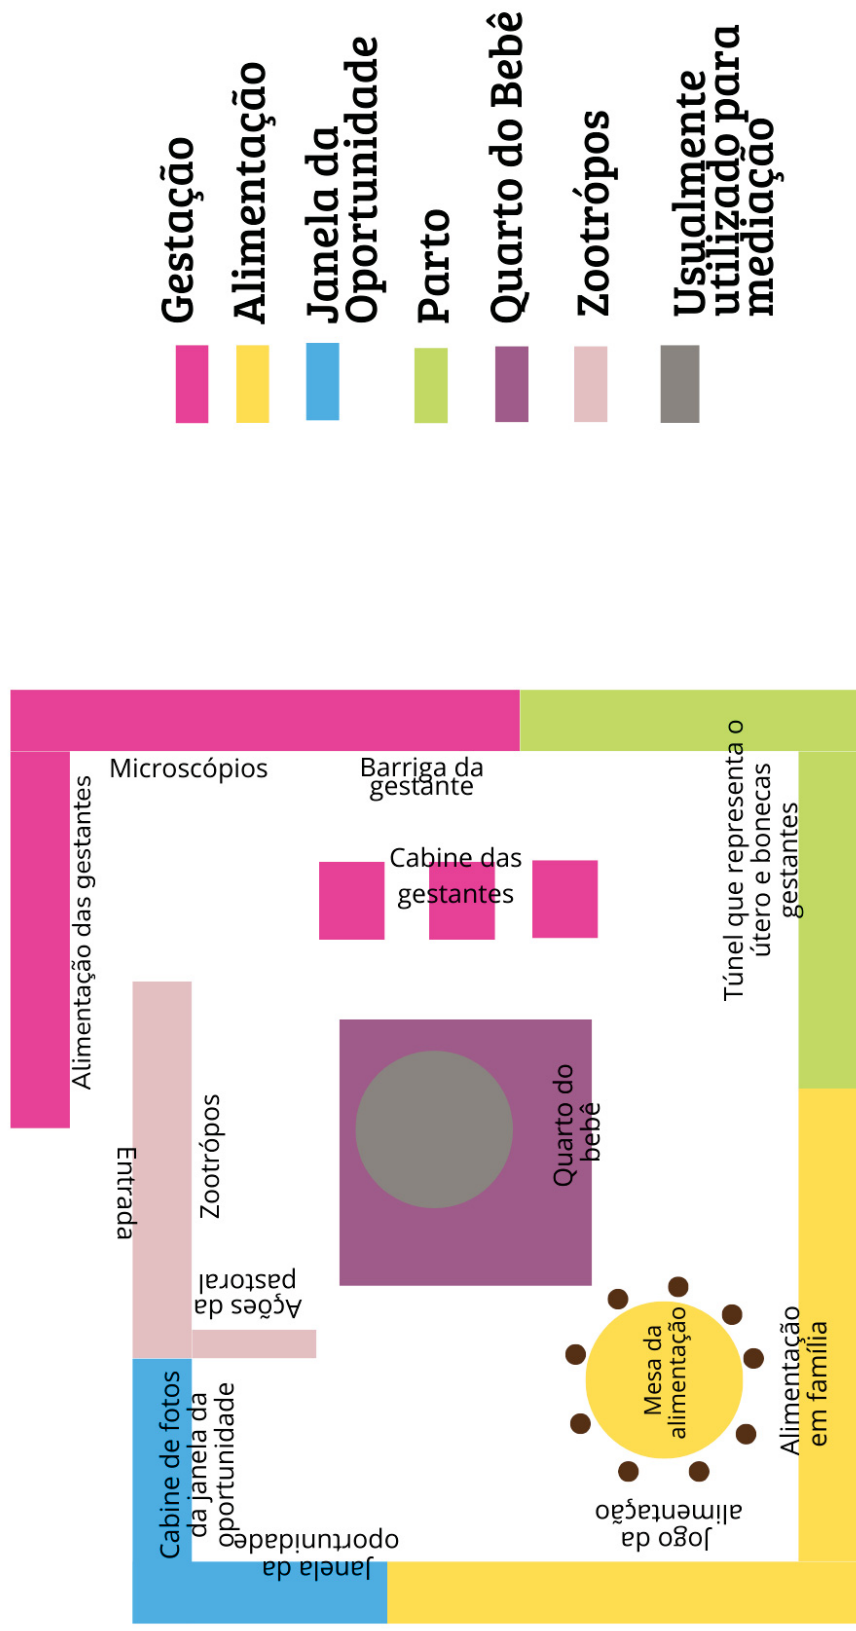 Gestação
Alimentação
Janela da
Oportunidade
Parto
Quarto do Bebê
Zootrópos
Usualmente
utilizado para
mediação
Microscópios
Barriga da
gestante
Alimentação das gestantes
Cabine das
gestantes
Túnel que representa o
útero e bonecas
gestantes
Entrada
Zootrópos
Quarto do
bebê
Ações da
pastoral
Cabine de fotos
da janela da
oportunidade
Janela da
oportunidade
Mesa da
alimentação
Alimentação
em família
Jogo da
alimentação